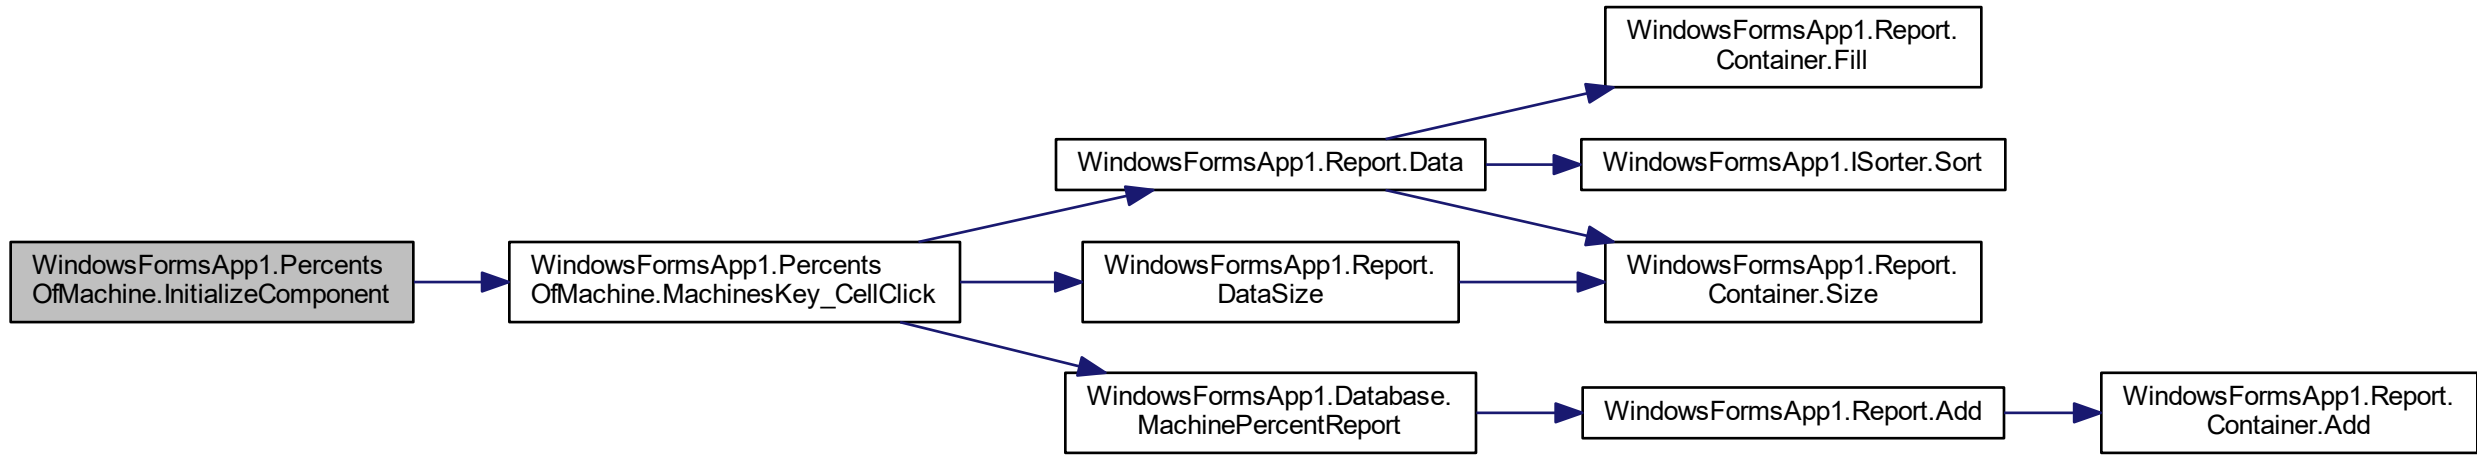 WindowsFormsApp1.Percents
OfMachine.InitializeComponent
WindowsFormsApp1.Percents
OfMachine.MachinesKey_CellClick
WindowsFormsApp1.Report.Data
WindowsFormsApp1.Report.
DataSize
WindowsFormsApp1.Database.
MachinePercentReport
WindowsFormsApp1.Report.
Container.Fill
WindowsFormsApp1.ISorter.Sort
WindowsFormsApp1.Report.
Container.Size
WindowsFormsApp1.Report.Add
WindowsFormsApp1.Report.
Container.Add